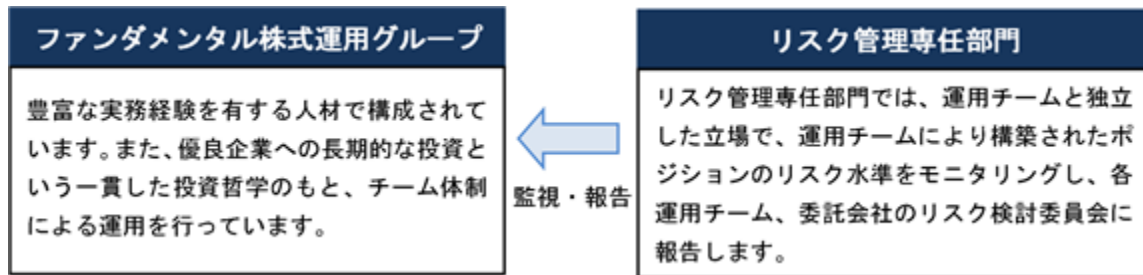 ファンダメンタル株式運用グループ
豊富な実務経験を有する人材で構成されて
います。また、優良企業への長期的な投資と
いう一貫した投資哲学のもと、チーム体制
による運用を行っています。
監視・報告
リスク管理専任部門
リスク管理専任部門では、運用チームと独立
した立場で、運用チームにより構築されたポ
ジションのリスク水準をモニタリングし、各
運用チーム、委託会社のリスク検討委員会に
報告します。